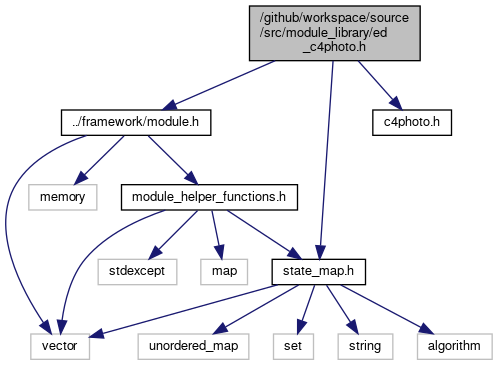 /github/workspace/source
/src/module_library/ed
_c4photo.h
../framework/module.h
c4photo.h
memory
module_helper_functions.h
stdexcept
map
state_map.h
vector
unordered_map
set
string
algorithm